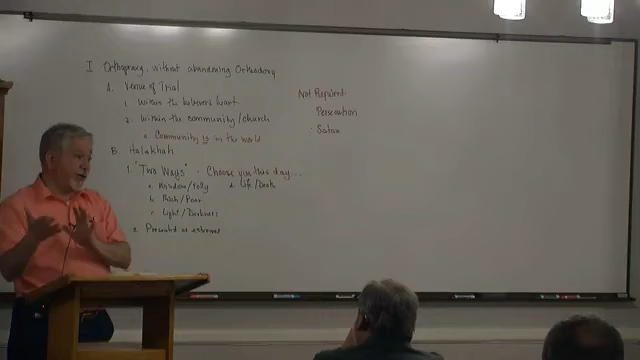 I Orthopraxy, without abandoning Orthodoxy
A. Venue of Trial
1. Within the believer's heart
2. Within the community/church
a. Community is in the world
B. Halakhah
1. "Two Ways" - Choose you this day...
a. Wisdom/Folly d. Life/Death
b. Rich/Poor
c. Light/Darkness
2. Presented as extremes
Not Required:
Persecution
Satan